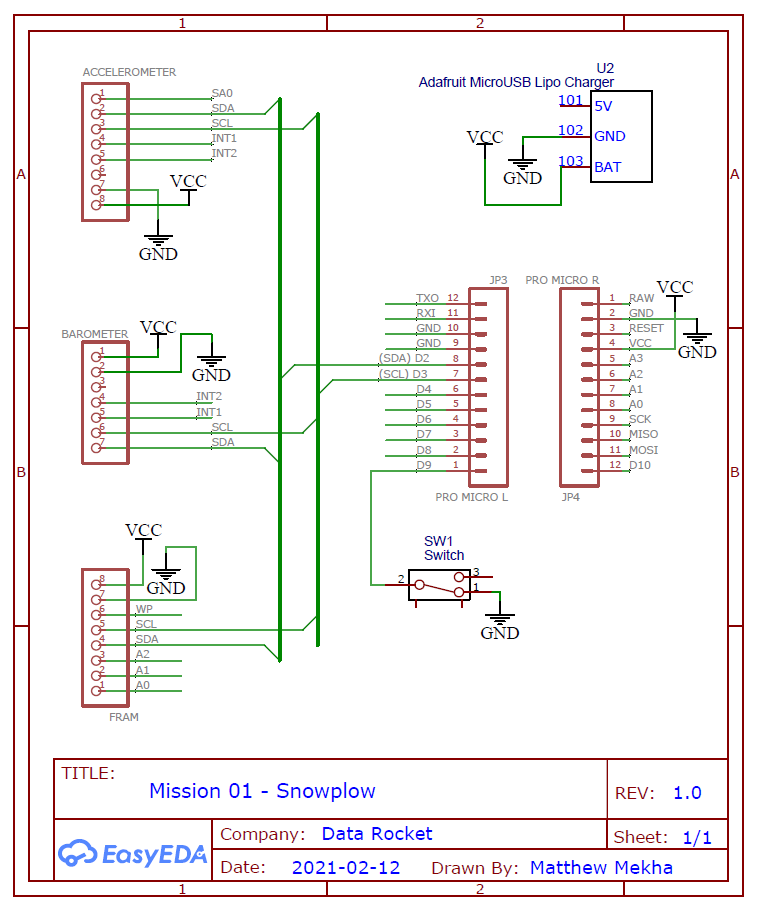 1 2
A A
B B
ACCELEROMETER
1 SA0
2 SDA
3 SCL
4 INT1
5 INT2
6
7
8
VCC
GND
U2
Adafruit MicroUSB Lipo Charger
101 5V
102 GND
103 BAT
VCC
GND
BAROMETER
1
2
3
4 INT2
5 INT1
6 SCL
7 SDA
VCC
GND
JP3
TXO 12
RXI 11
GND 10
GND 9
(SDA) D2 8
(SCL) D3 7
D4 6
D5 5
D6 4
D7 3
D8 2
D9 1
PRO MICRO L
PRO MICRO R
1 RAW
2 GND
3 RESET
4 VCC
5 A3
6 A2
7 A1
8 A0
9 SCK
10 MISO
11 MOSI
12 D10
JP4
VCC
GND
VCC
GND
8
7
6 WP
5 SCL
4 SDA
3 A2
2 A1
1 A0
FRAM
SW1
Switch
2 3
1
GND
TITLE:
Mission 01 - Snowplow
REV: 1.0
EasyEDA
Company: Data Rocket
Sheet: 1/1
Date: 2021-02-12 Drawn By: Matthew Mekha
1 2